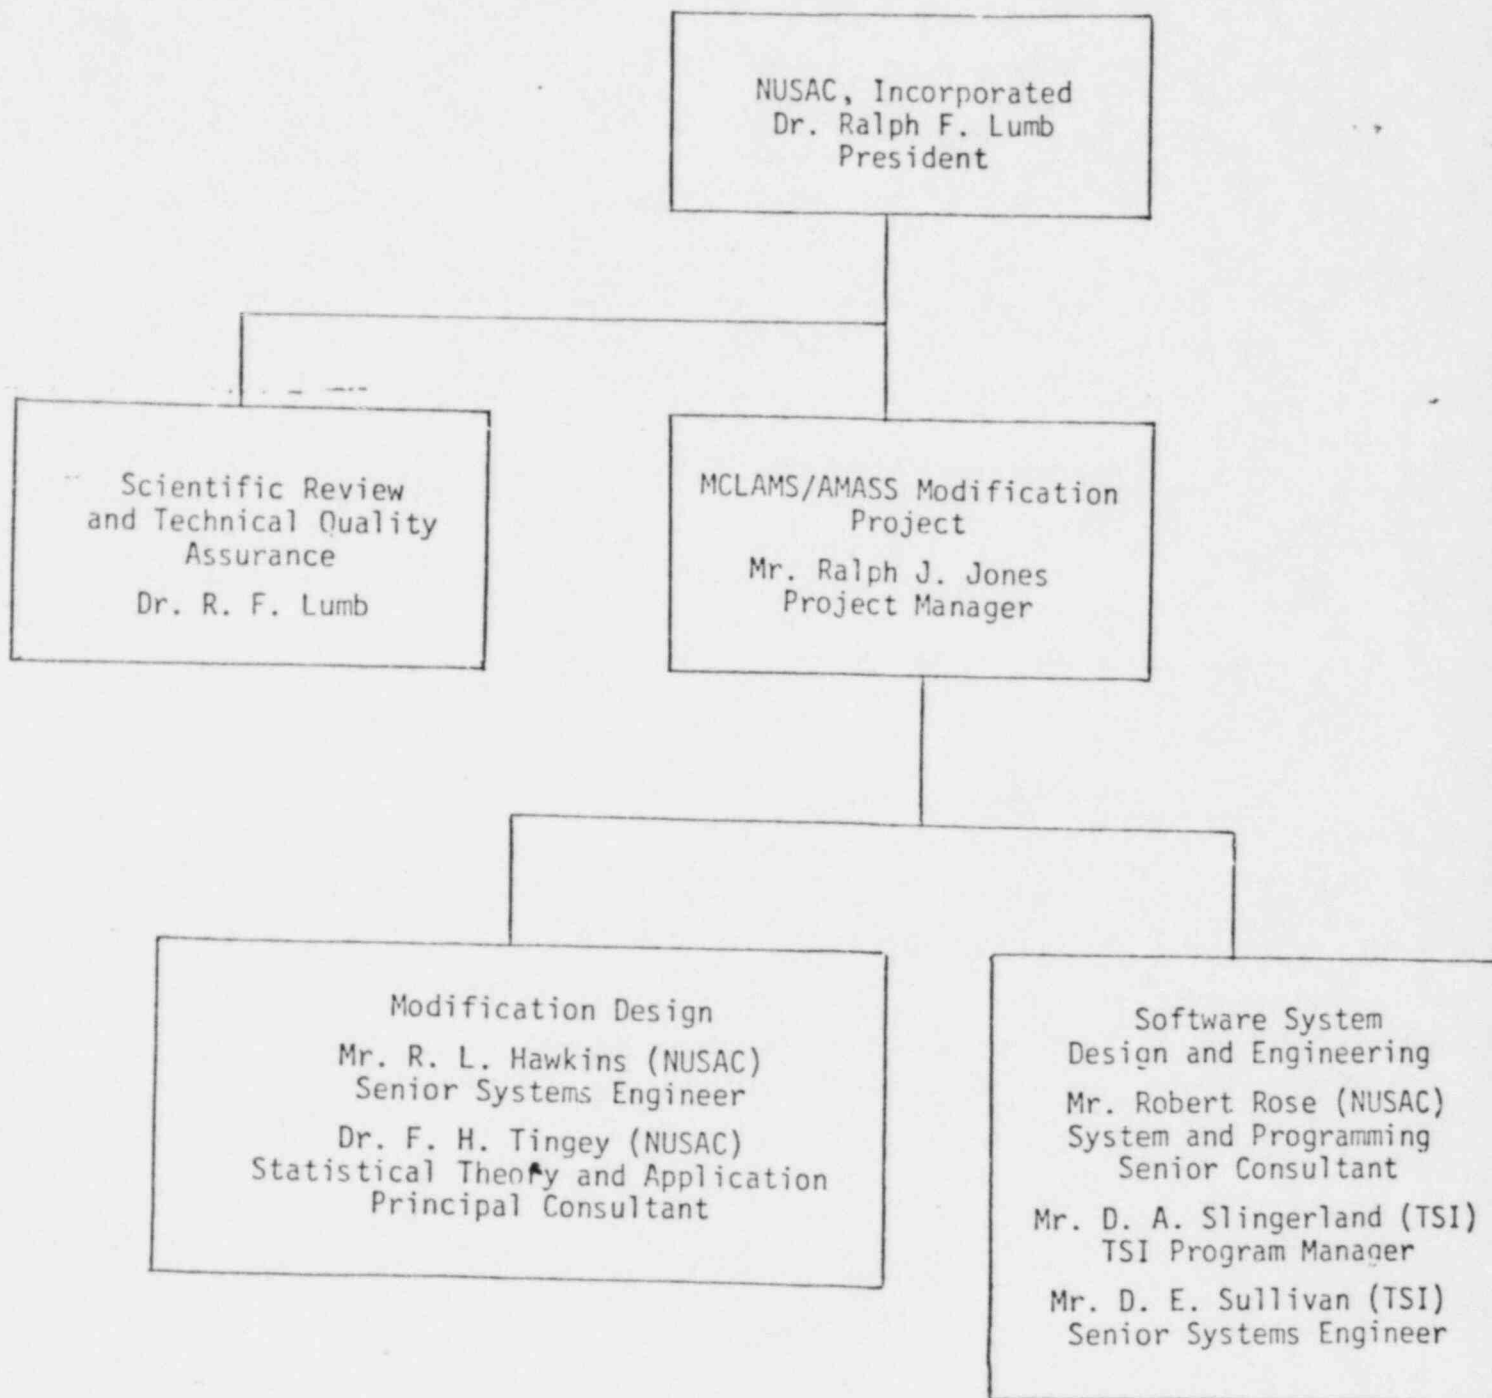 NUSAC, Incorporated
Dr. Ralph F. Lumb
President
Scientific Review
and Technical Quality
Assurance
Dr. R. F. Lumb
MCLAMS/AMASS Modification
Project
Mr. Ralph J. Jones
Project Manager
Modification Design
Mr. R. L. Hawkins (NUSAC)
Senior Systems Engineer
Dr. F. H. Tingey (NUSAC)
Statistical Theory and Application
Principal Consultant
Software System
Design and Engineering
Mr. Robert Rose (NUSAC)
System and Programming
Senior Consultant
Mr. D. A. Slingerland (TSI)
TSI Program Manager
Mr. D. E. Sullivan (TSI)
Senior Systems Engineer